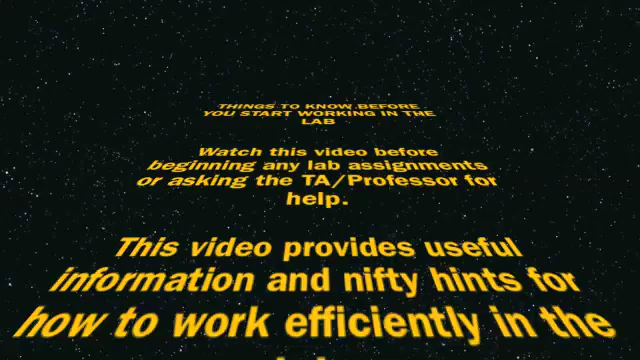 THINGS TO KNOW BEFORE
YOU START WORKING IN THE
LAB
Watch this video before
beginning any lab assignments
or asking the TA/Professor for
help.
This video provides useful
information and nifty hints for
how to work efficiently in the